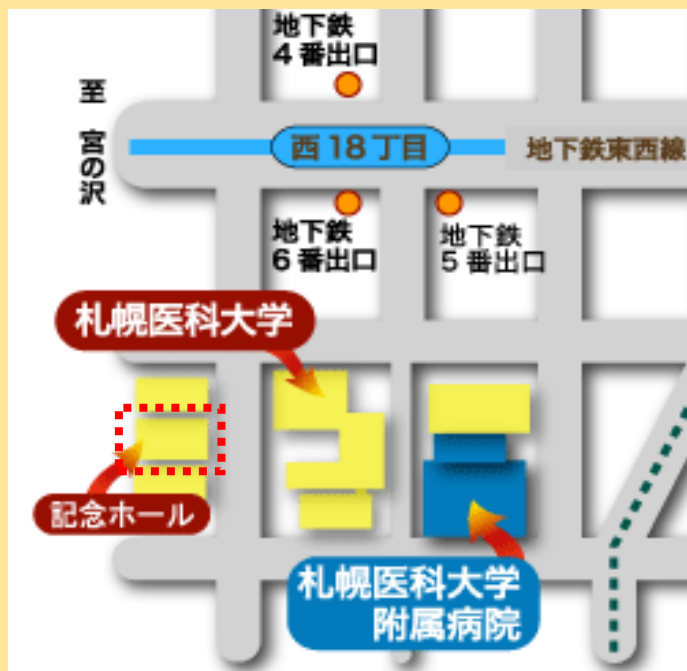 地下鉄
4番出口
至 宮の沢
西18丁目
地下鉄東西線
地下鉄
6番出口
地下鉄
5番出口
札幌医科大学
記念ホール
札幌医科大学
附属病院